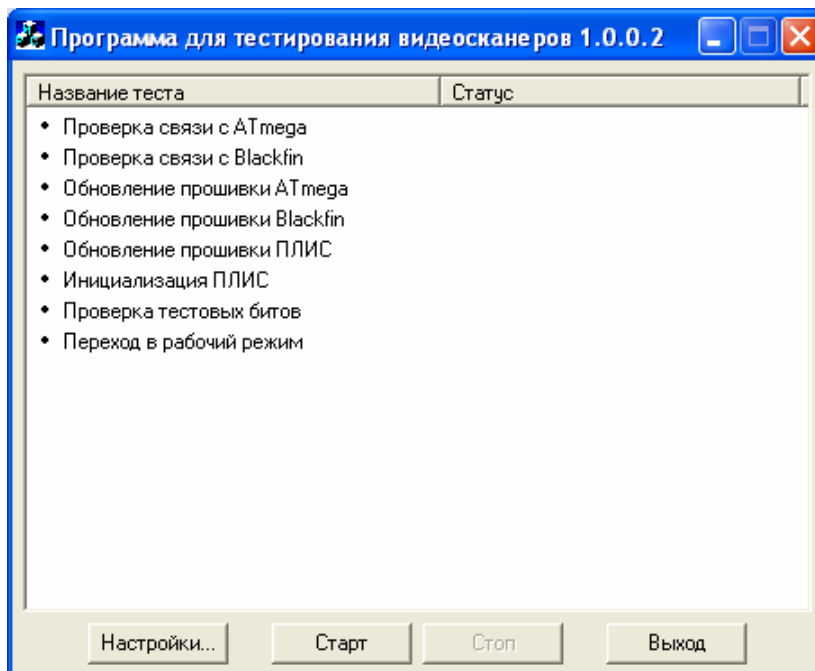 Программа для тестирования видеосканеров 1.0.0.2
Название теста Статус
• Проверка связи с ATmega
• Проверка связи с Blackfin
• Обновление прошивки ATmega
• Обновление прошивки Blackfin
• Обновление прошивки ПЛИС
• Инициализация ПЛИС
• Проверка тестовых битов
• Переход в рабочий режим
Настройки... Старт Стоп Выход